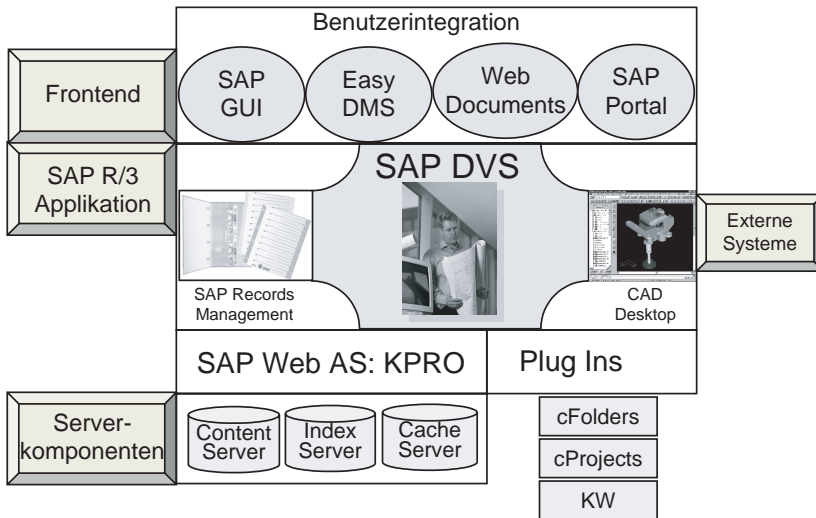 Benutzerintegration
Frontend
SAP
GUI
Easy
DMS
Web
Documents
SAP
Portal
SAP R/3
Applikation
SAP DVS
Externe
Systeme
SAP Records
Management
CAD
Desktop
SAP Web AS: KPRO
Plug Ins
Server-
komponenten
Content
Server
Index
Server
Cache
Server
cFolders
cProjects
KW